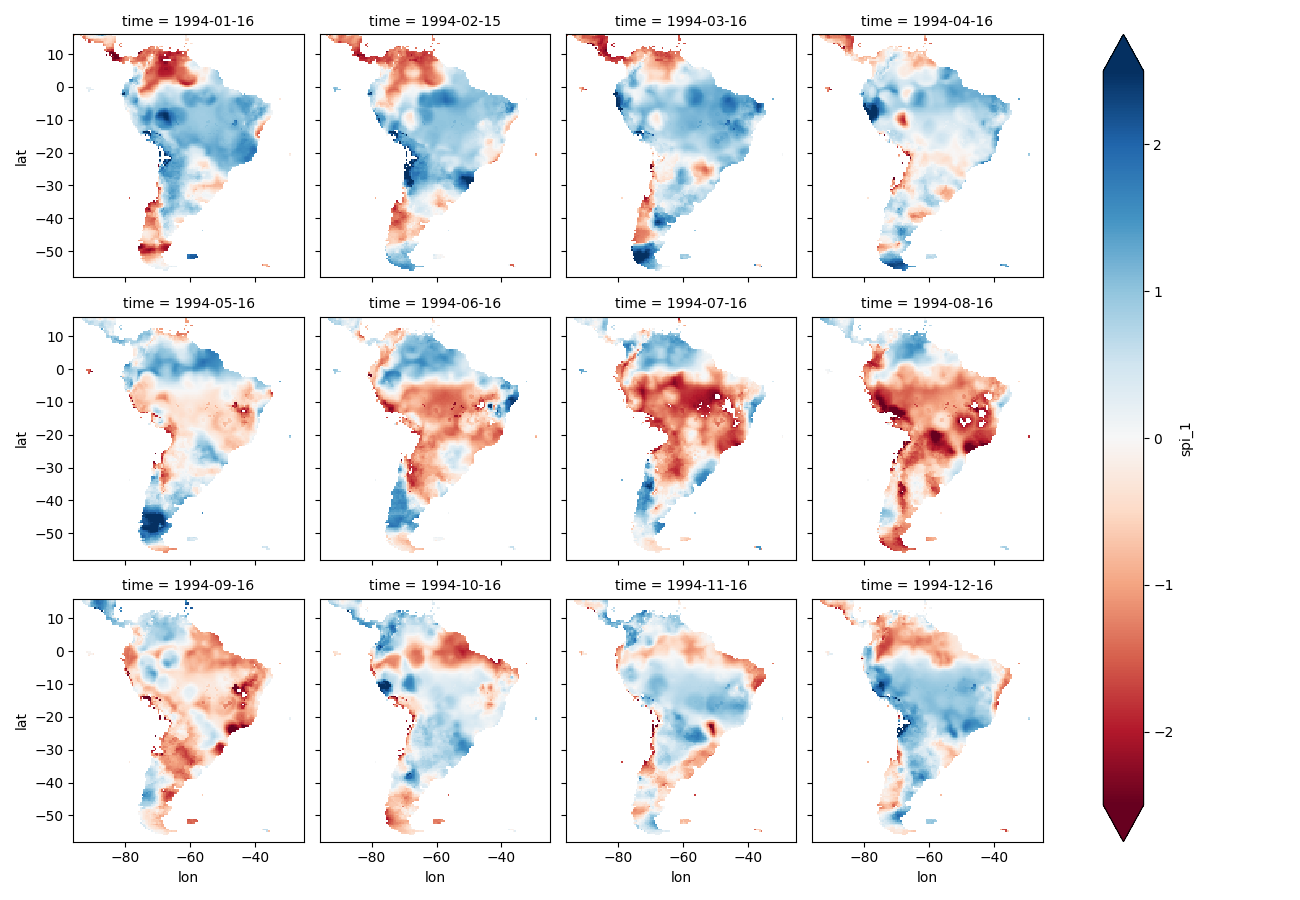 time = 1994-01-16
time = 1994-02-15
time = 1994-03-16
time = 1994-04-16
10
0
−10
−20
−30
−40
−50
lat
time = 1994-05-16
time = 1994-06-16
time = 1994-07-16
time = 1994-08-16
10
0
−10
−20
−30
−40
−50
lat
time = 1994-09-16
time = 1994-10-16
time = 1994-11-16
time = 1994-12-16
10
0
−10
−20
−30
−40
−50
lat
−80 −60 −40
−80 −60 −40
−80 −60 −40
−80 −60 −40
lon
lon
lon
lon
2
1
0
−1
−2
spi_1